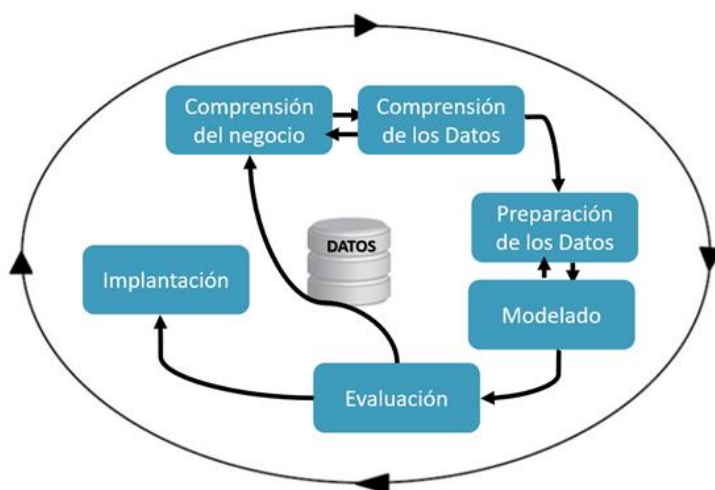 Comprensión
del negocio
Comprensión
de los Datos
Preparación
de los Datos
DATOS
Implantación
Modelado
Evaluación